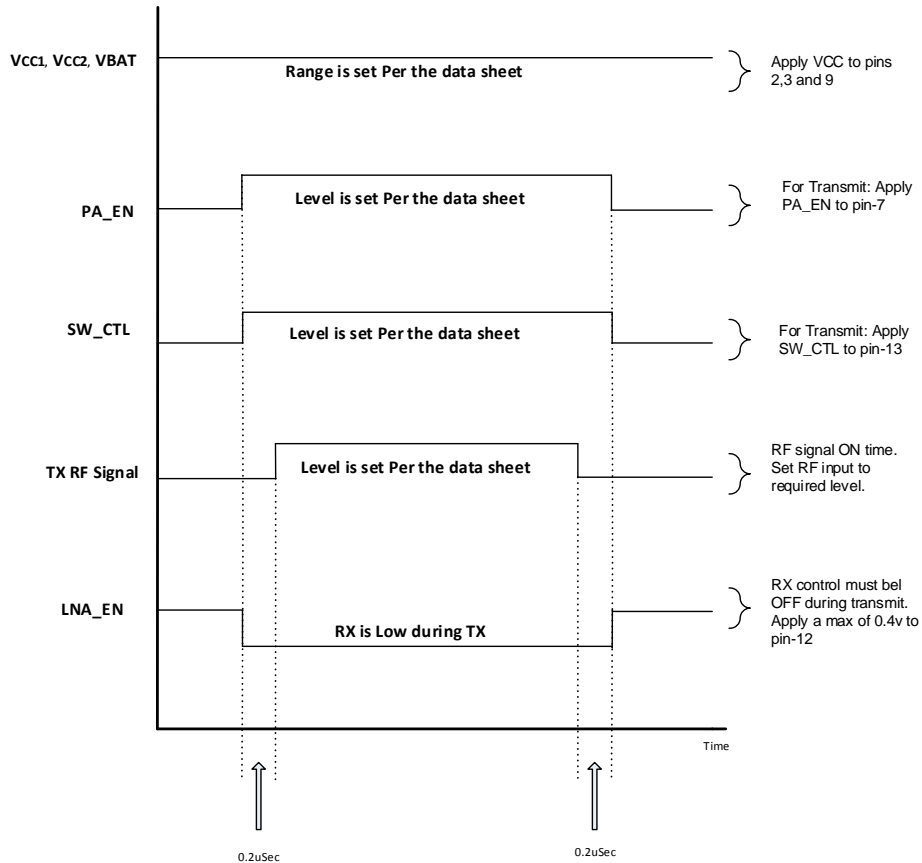 VCC1, VCC2, VBAT
Range is set Per the data sheet
Apply VCC to pins
2,3 and 9
PA_EN
Level is set Per the data sheet
For Transmit: Apply
PA_EN to pin-7
SW_CTL
Level is set Per the data sheet
For Transmit: Apply
SW_CTL to pin-13
TX RF Signal
Level is set Per the data sheet
RF signal ON time.
Set RF input to
required level.
LNA_EN
RX is Low during TX
RX control must bel
OFF during transmit.
Apply a max of 0.4v to
pin-12
Time
0.2uSec
0.2uSec